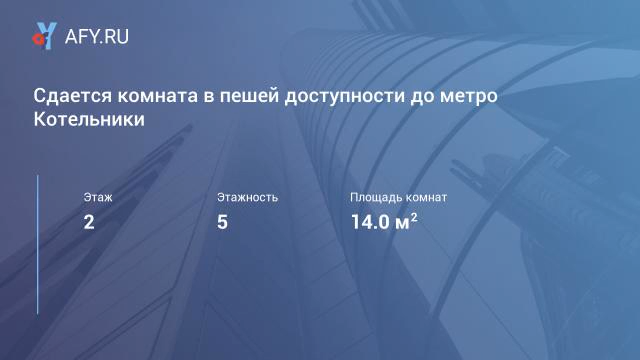 AFY.RU
Сдается комната в пешей доступности до метро
Котельники
Этаж
2
Этажность
5
Площадь комнат
14.0 м²